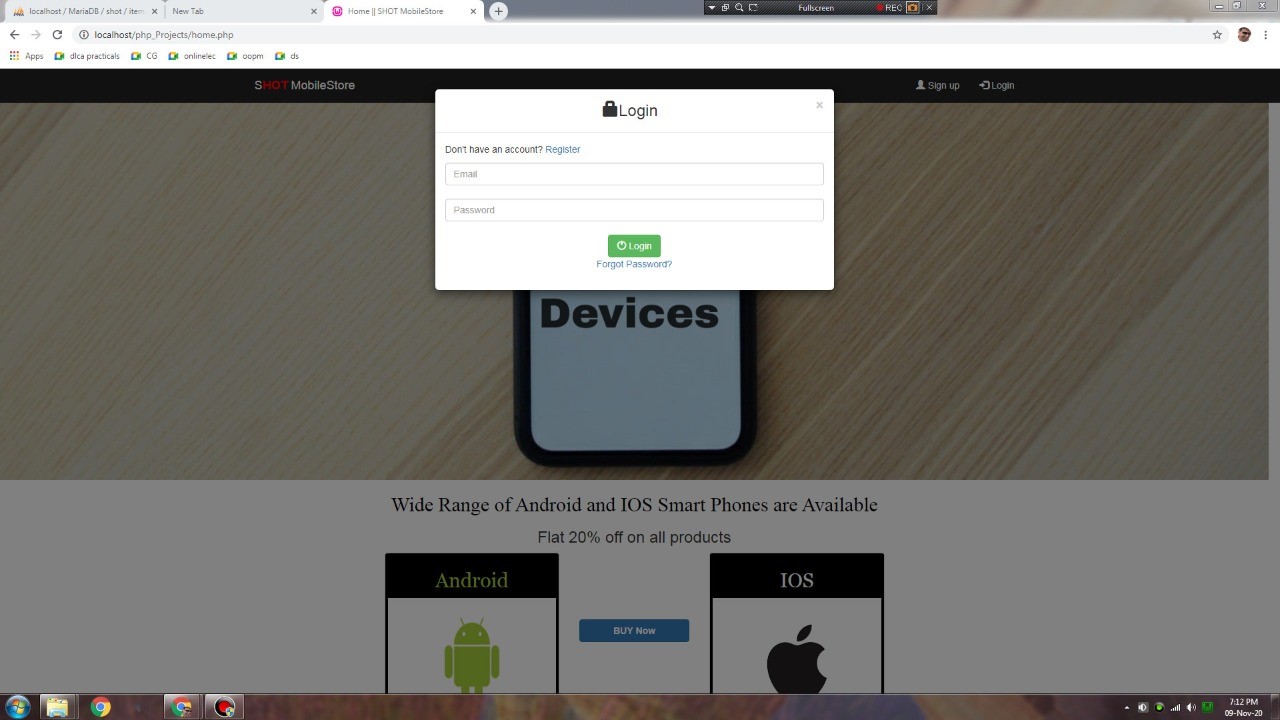 localhost / MariaDB / shot / item
New Tab
Home || SHOT MobileStore
Fullscreen
REC
localhost/php_Projects/home.php
Apps
dlca practicals
CG
onlinelec
oopm
ds
SHOT MobileStore
Sign up
Login
Login
×
Don't have an account? Register
Email
Password
Login
Forgot Password?
Devices
Wide Range of Android and IOS Smart Phones are Available
Flat 20% off on all products
Android
IOS
BUY Now
7:12 PM
09-Nov-20